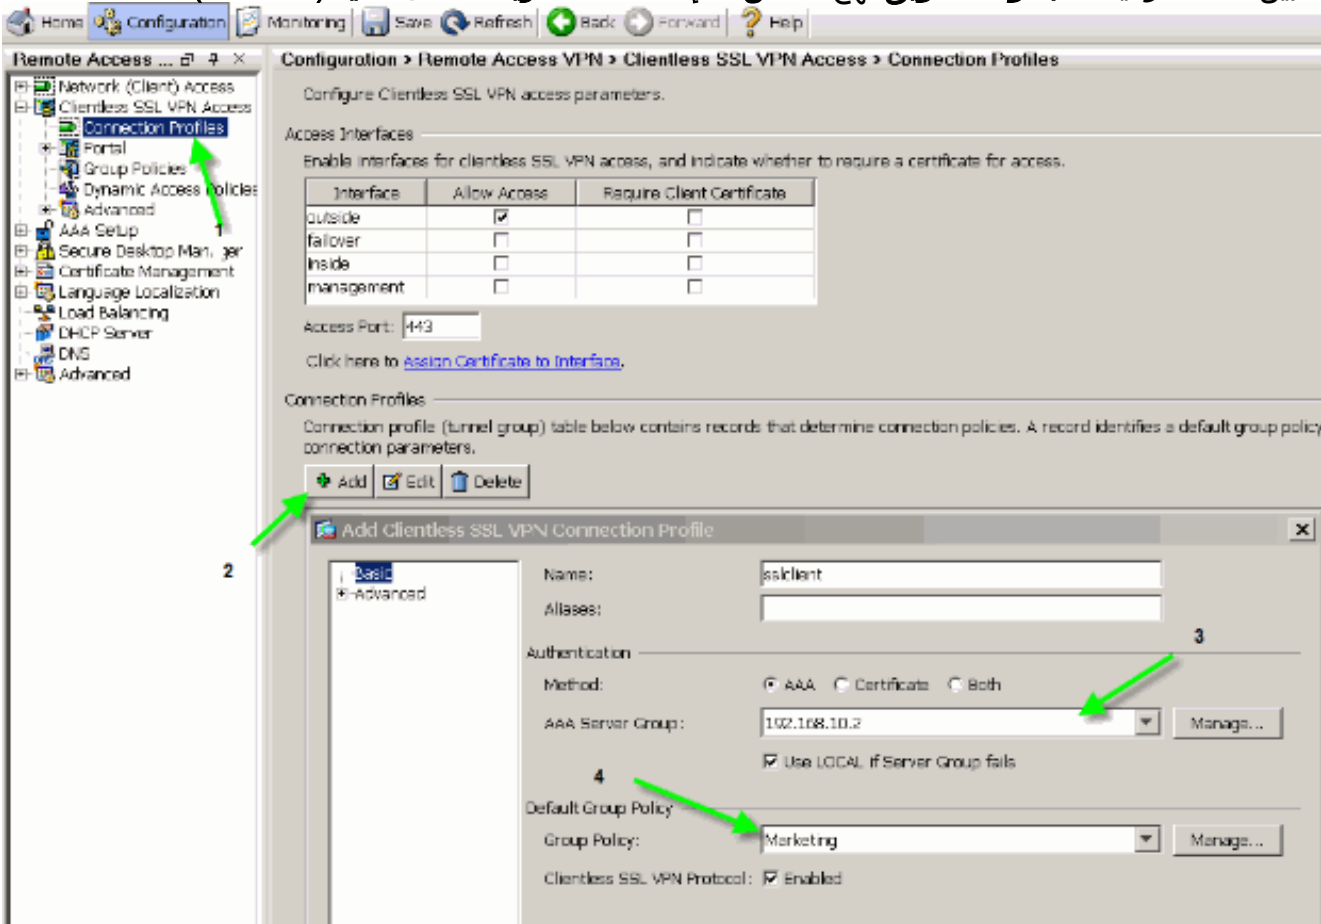 Home Configuration Monitoring Save Refresh Back Forward Help
Remote Access ...
Configuration > Remote Access VPN > Clientless SSL VPN Access > Connection Profiles
Network (Client) Access
Clientless SSL VPN Access
Connection Profiles
Portal
Group Policies
Dynamic Access Policies
Advanced
1
AAA Setup
Secure Desktop Man. ger
Certificate Management
Language Localization
Load Balancing
DHCP Server
DNS
Advanced
Configure Clientless SSL VPN access parameters.
Access Interfaces
Enable interfaces for clientless SSL VPN access, and indicate whether to require a certificate for access.
Interface Allow Access Require Client Certificate
outside
failover
inside
management
Access Port: 443
Click here to Assign Certificate to Interface.
Connection Profiles
Connection profile (tunnel group) table below contains records that determine connection policies. A record identifies a default group policy
connection parameters.
Add Edit Delete
2
Add Clientless SSL VPN Connection Profile
Basic
Advanced
Name: sslclient
Aliases:
3
Authentication
Method: AAA Certificate Both
AAA Server Group: 192.168.10.2 Manage...
Use LOCAL if Server Group fails
4
Default Group Policy
Group Policy: Marketing Manage...
Clientless SSL VPN Protocol: Enabled